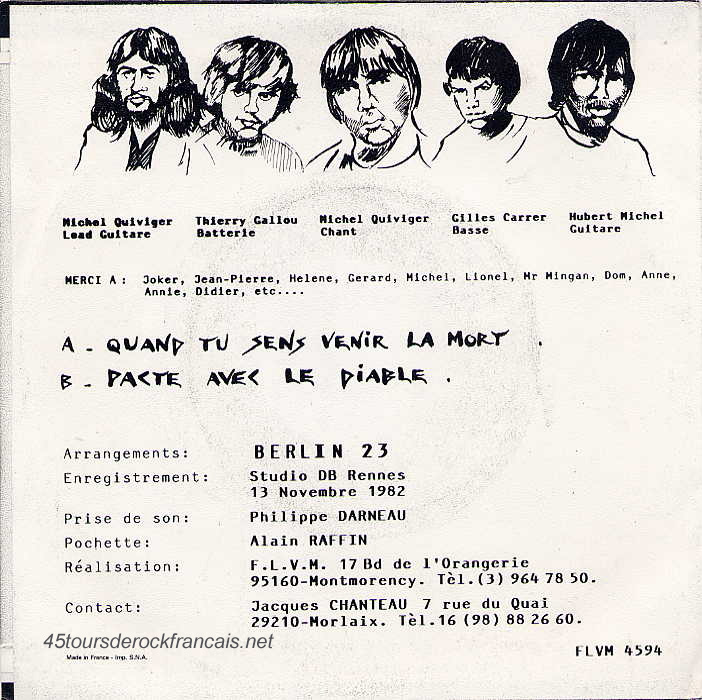 Michel Quiviger Thierry Gallou Michel Quiviger Gilles Carrer Hubert Michel
Lead Guitare Batterie Chant Basse Guitare
MERCI A : Joker, Jean-Pierre, Helene, Gerard, Michel, Lionel, Mr Mingan, Dom, Anne,
Annie, Didier, etc....
A - QUAND TU SENS VENIR LA MORT .
B - PACTE AVEC LE DIABLE .
Arrangements: BERLIN 23
Enregistrement: Studio DB Rennes
13 Novembre 1982
Prise de son: Philippe DARNEAU
Pochette: Alain RAFFIN
Réalisation: F.L.V.M. 17 Bd de l'Orangerie
95160-Montmorency. Tèl.(3) 964 78 50.
Contact: Jacques CHANTEAU 7 rue du Quai
29210-Morlaix. Tèl.16 (98) 88 26 60.
45toursderockfrancais.net
Made in France - Imp. S.N.A.
FLVM 4594